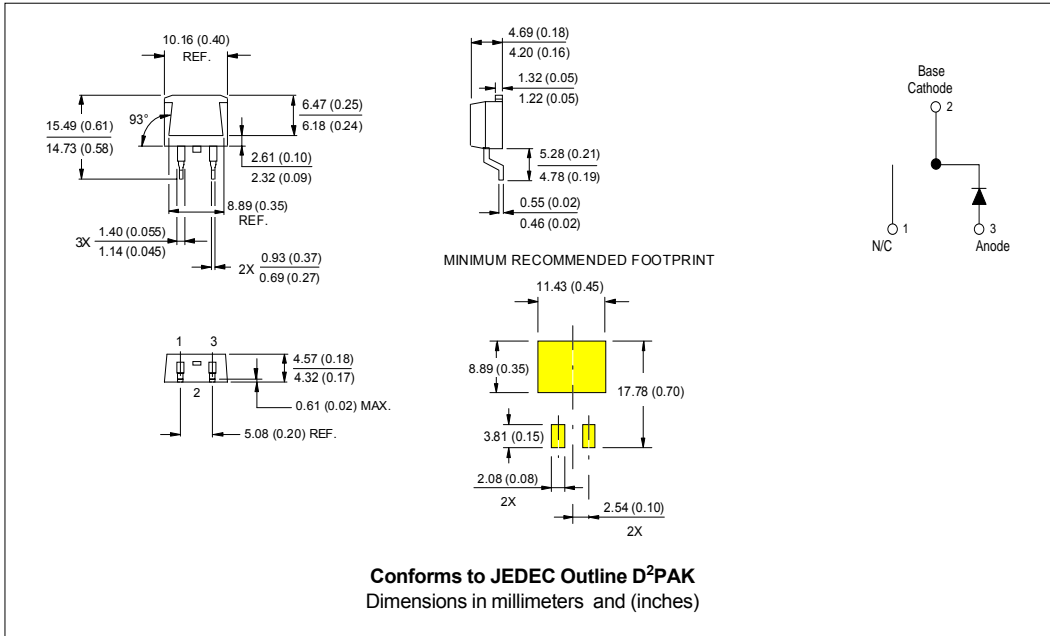 10.16 (0.40)
REF.
15.49 (0.61)
14.73 (0.58)
93°
6.47 (0.25)
6.18 (0.24)
2.61 (0.10)
2.32 (0.09)
8.89 (0.35)
REF.
3X
1.40 (0.055)
1.14 (0.045)
2X
0.93 (0.37)
0.69 (0.27)
4.69 (0.18)
4.20 (0.16)
1.32 (0.05)
1.22 (0.05)
5.28 (0.21)
4.78 (0.19)
0.55 (0.02)
0.46 (0.02)
Base
Cathode
2
1
N/C
3
Anode
1 3
2
4.57 (0.18)
4.32 (0.17)
0.61 (0.02) MAX.
5.08 (0.20) REF.
MINIMUM RECOMMENDED FOOTPRINT
11.43 (0.45)
8.89 (0.35)
17.78 (0.70)
3.81 (0.15)
2.08 (0.08)
2X
2.54 (0.10)
2X
Conforms to JEDEC Outline D²PAK
Dimensions in millimeters and (inches)